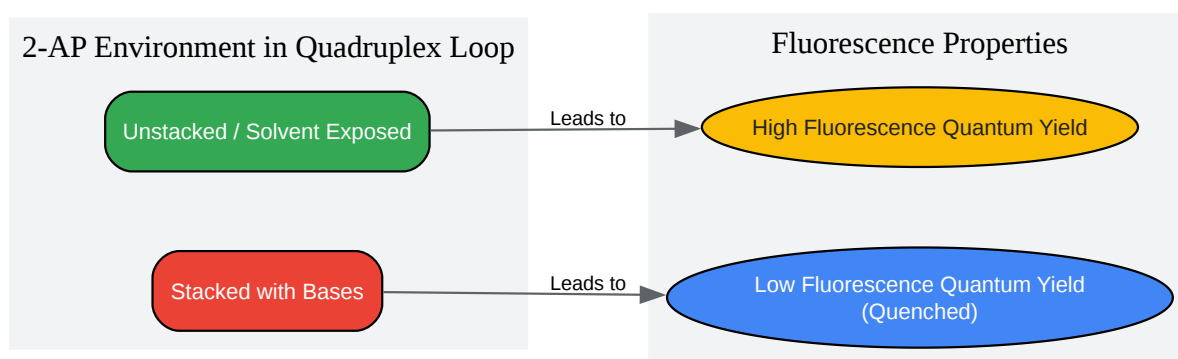 2-AP Environment in Quadruplex Loop
Fluorescence Properties
Unstacked / Solvent Exposed
Leads to
High Fluorescence Quantum Yield
Stacked with Bases
Leads to
Low Fluorescence Quantum Yield
(Quenched)